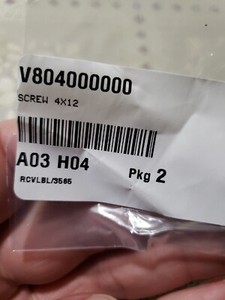 V804000000
SCREW 4X12
A03 H04 Pkg 2
RCVLBL/3565